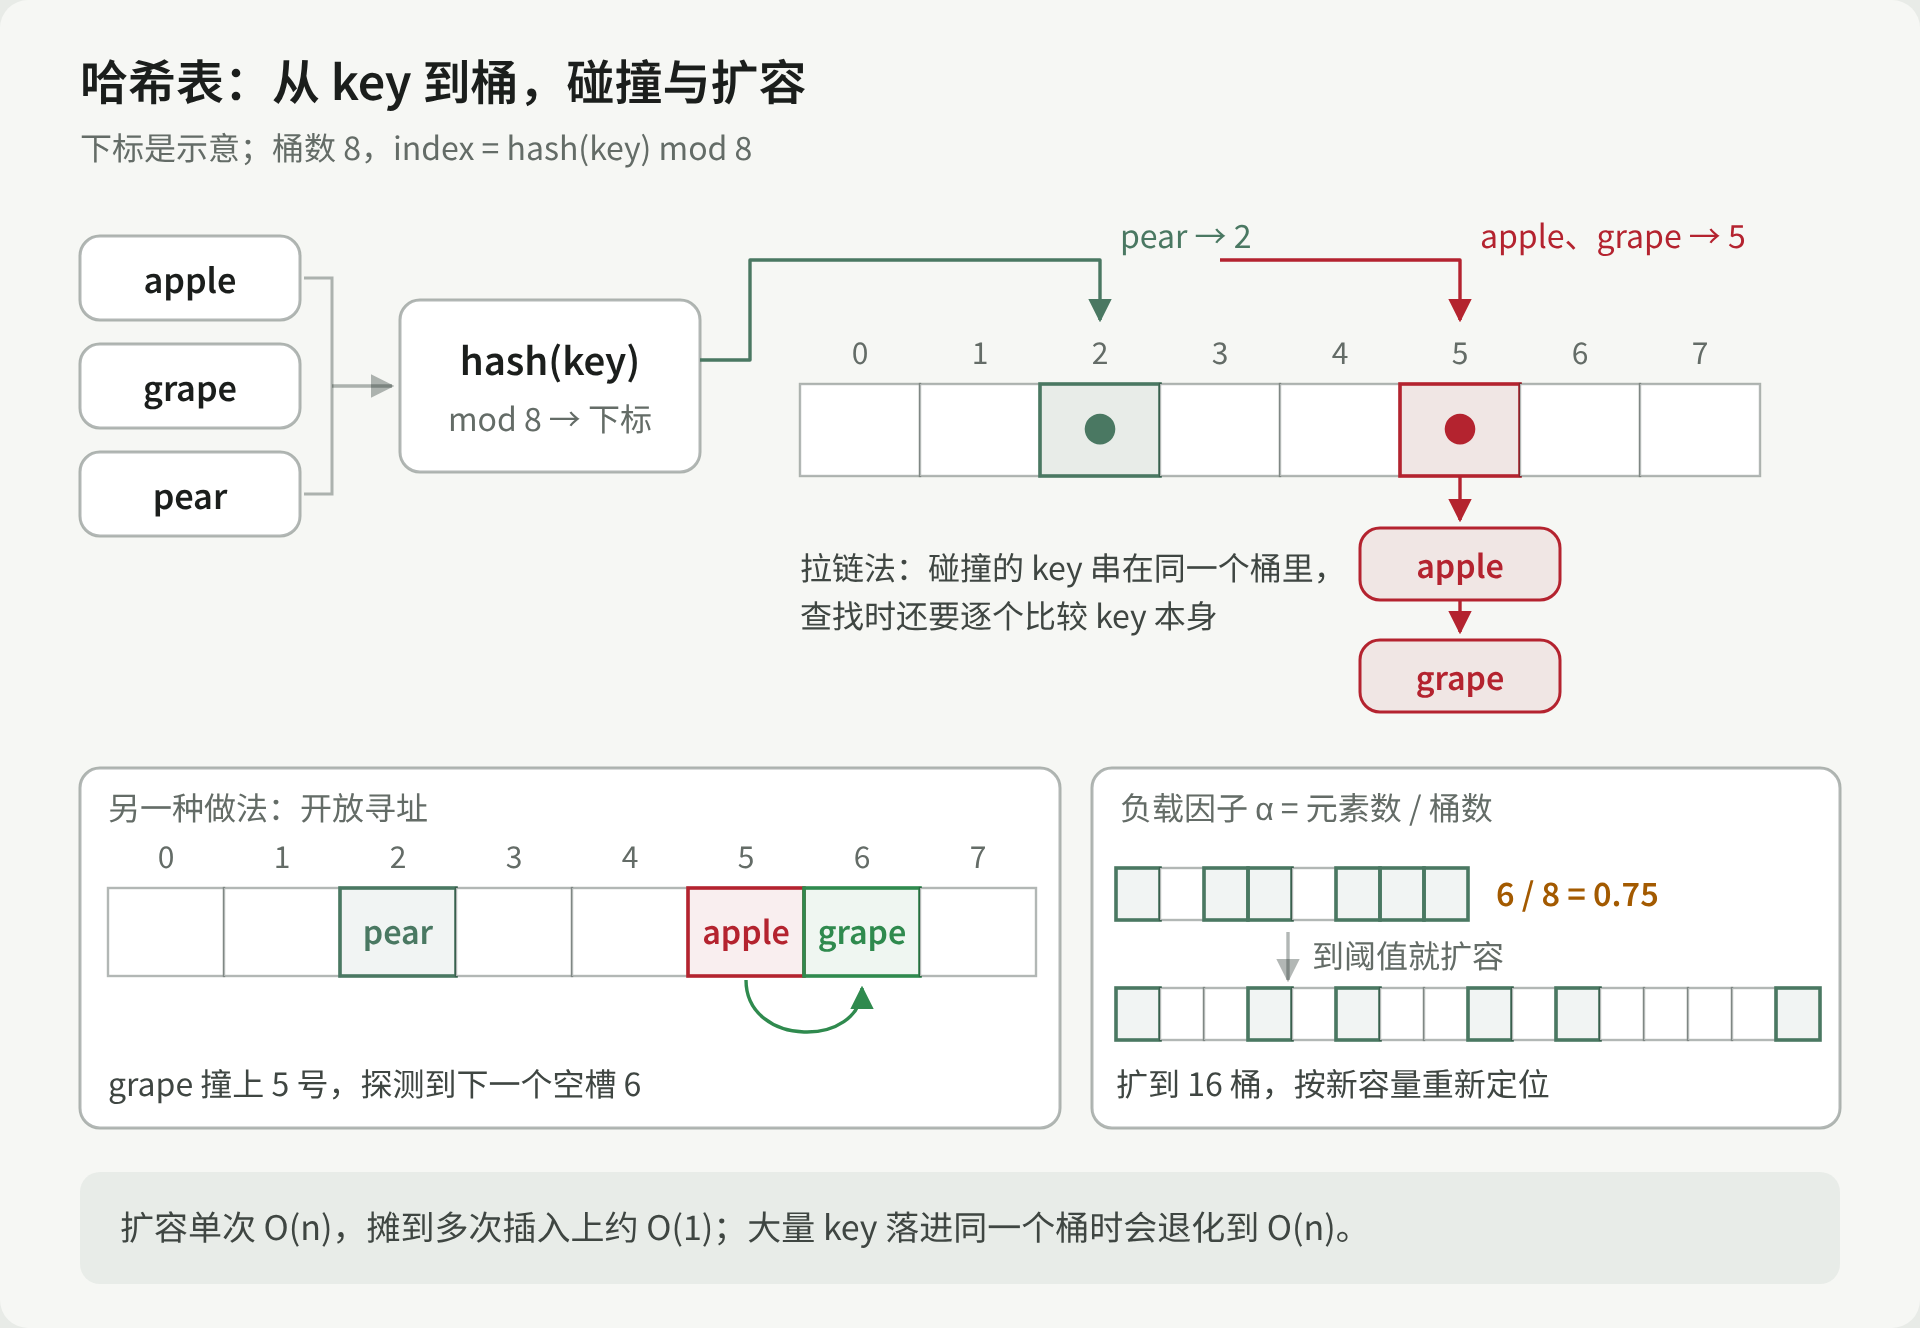 哈希表：从 key 到桶，碰撞与扩容
下标是示意；桶数 8，index = hash(key) mod 8
apple
grape
pear
hash(key)
mod 8 → 下标
pear → 2
apple、grape → 5
0 1 2 3 4 5 6 7
拉链法：碰撞的 key 串在同一个桶里，
查找时还要逐个比较 key 本身
apple
grape
另一种做法：开放寻址
0 1 2 3 4 5 6 7
pear apple grape
grape 撞上 5 号，探测到下一个空槽 6
负载因子 α = 元素数 / 桶数
6 / 8 = 0.75
到阈值就扩容
扩到 16 桶，按新容量重新定位
扩容单次 O(n)，摊到多次插入上约 O(1)；大量 key 落进同一个桶时会退化到 O(n)。